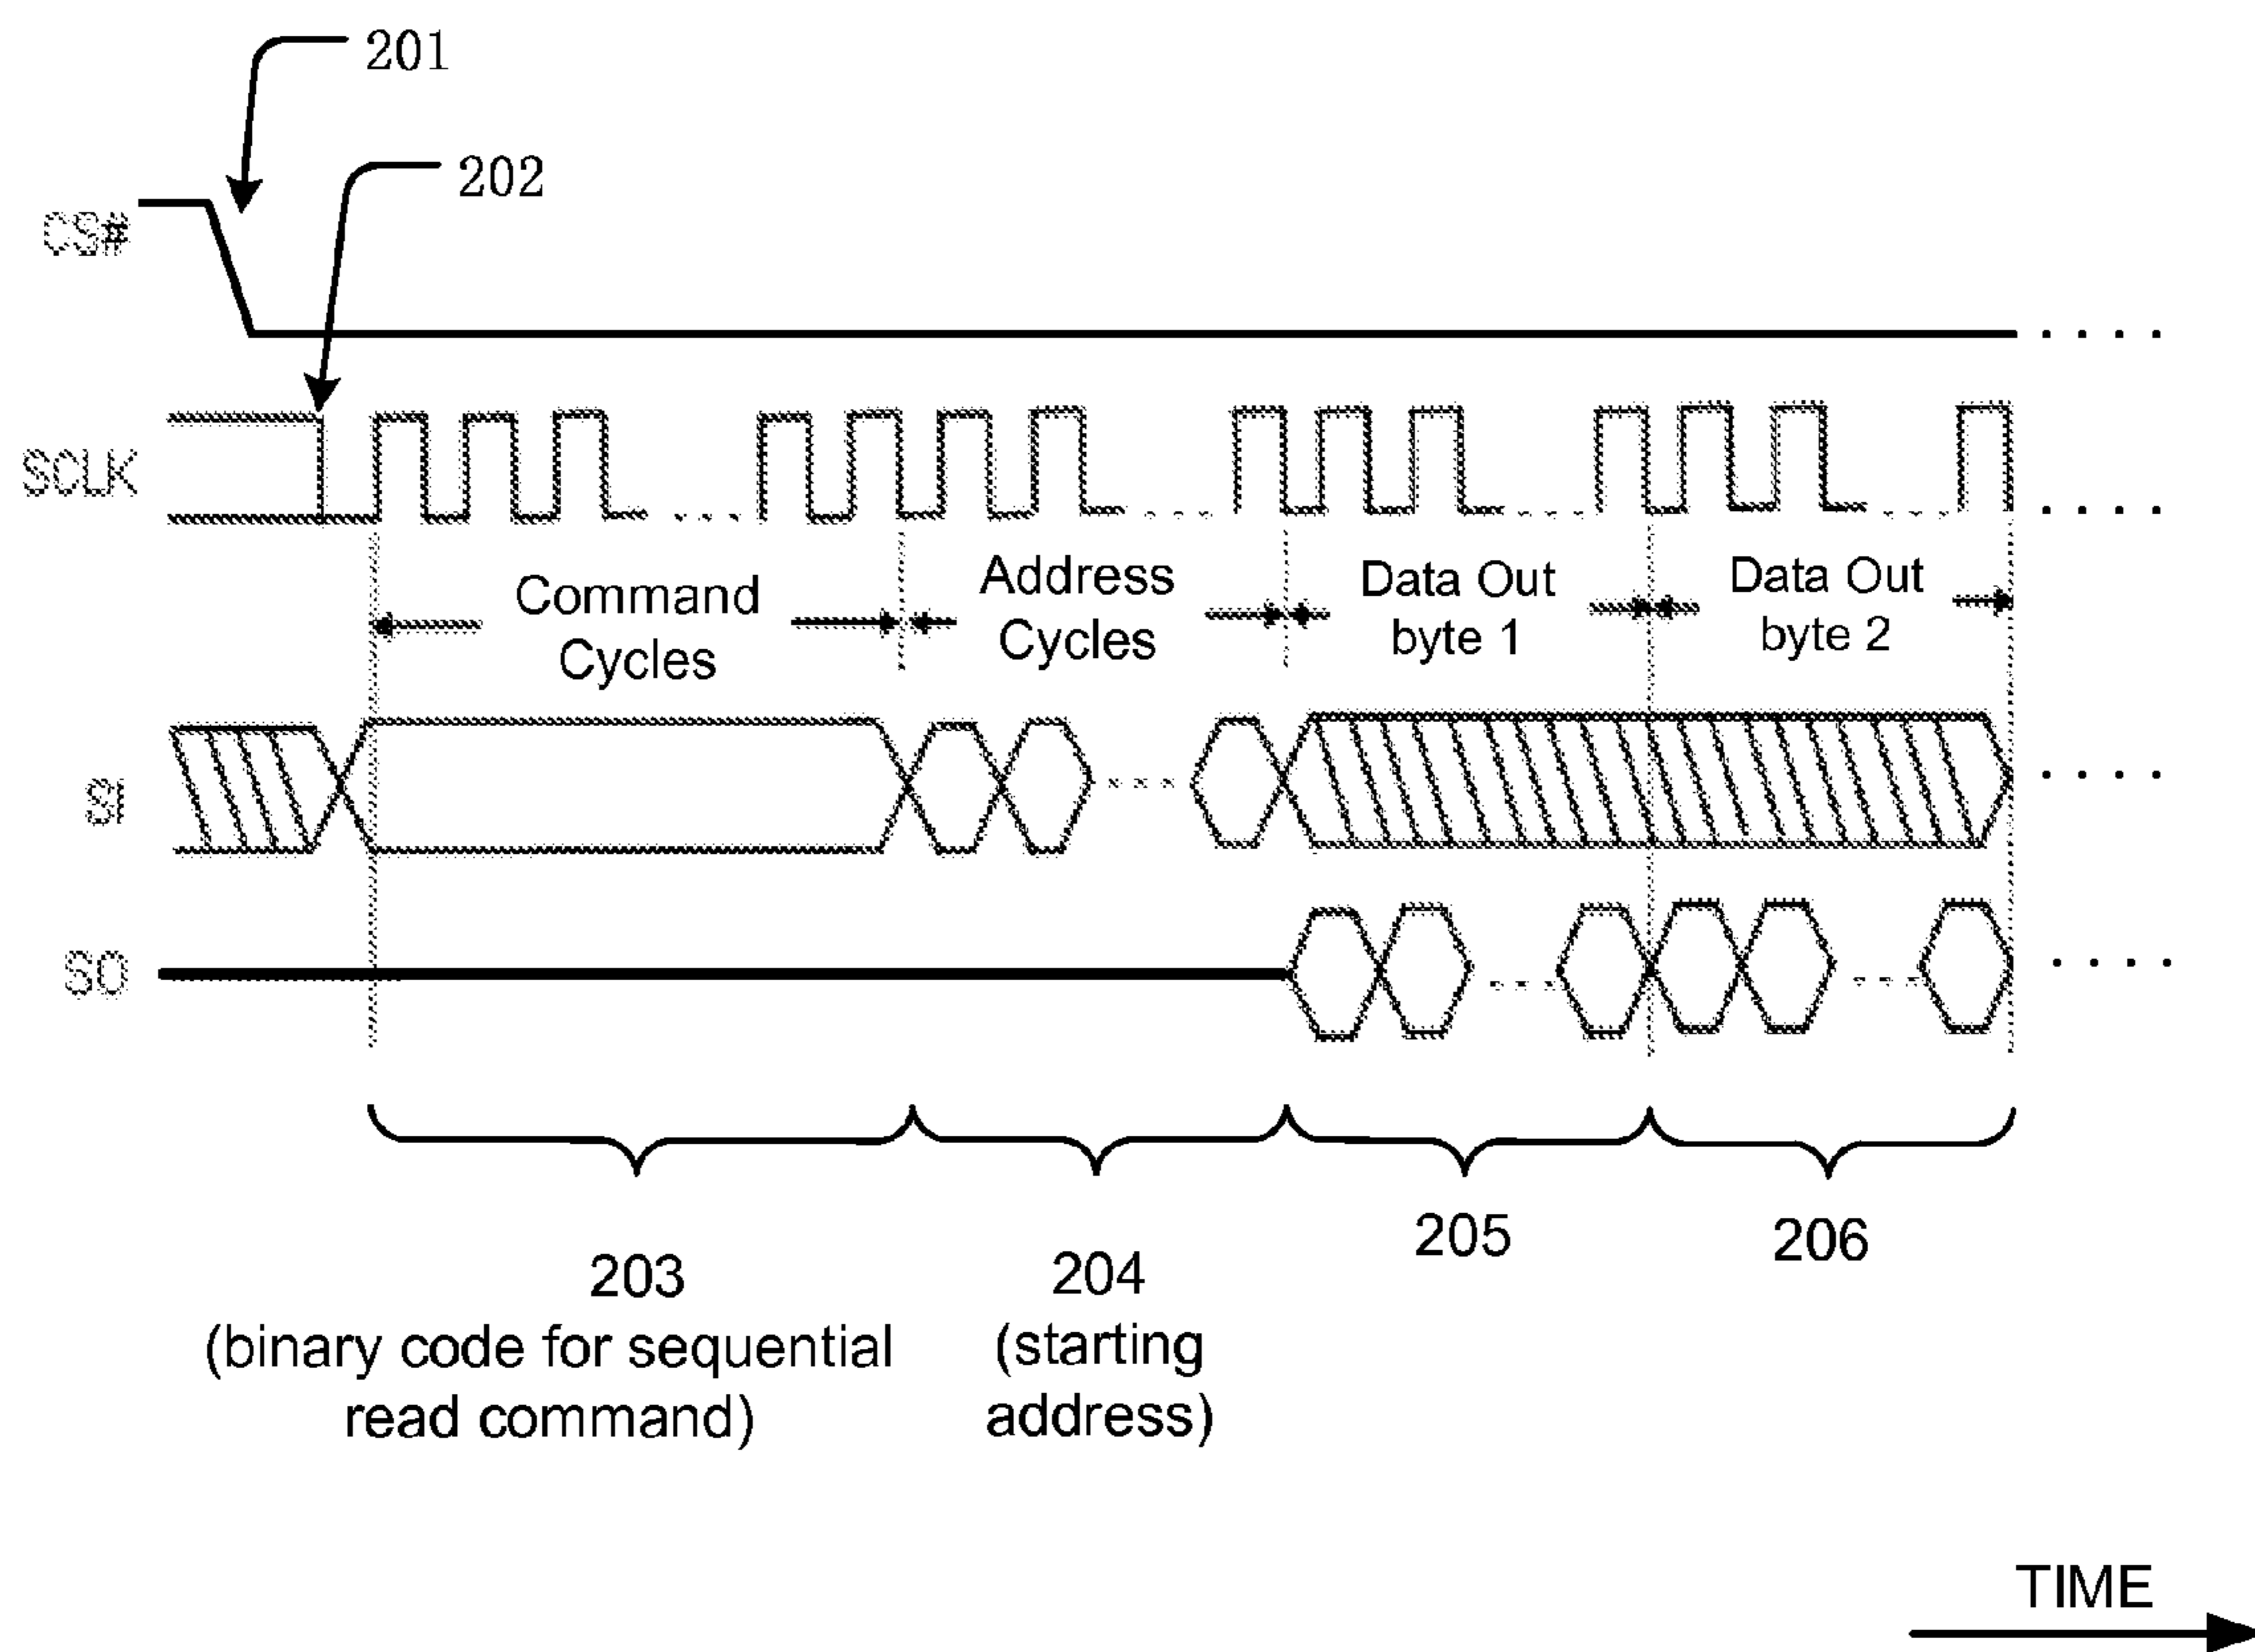 201
202
CS#
SCLK
Command
Cycles
Address
Cycles
Data Out
byte 1
Data Out
byte 2
SI
SO
203
(binary code for sequential
read command)
204
(starting
address)
205
206
TIME